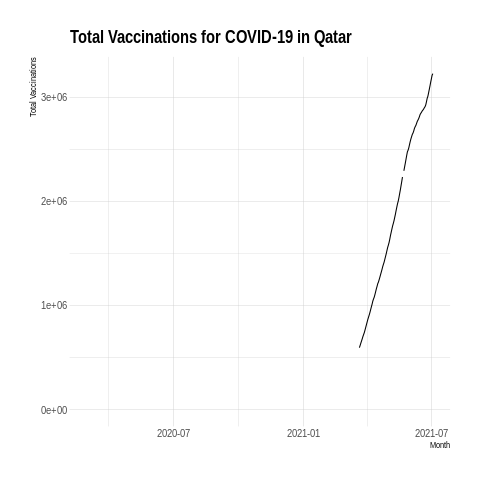 Total Vaccinations for COVID-19 in Qatar
Total Vaccinations
3e+06
2e+06
1e+06
0e+00
2020-07 2021-01 2021-07
Month